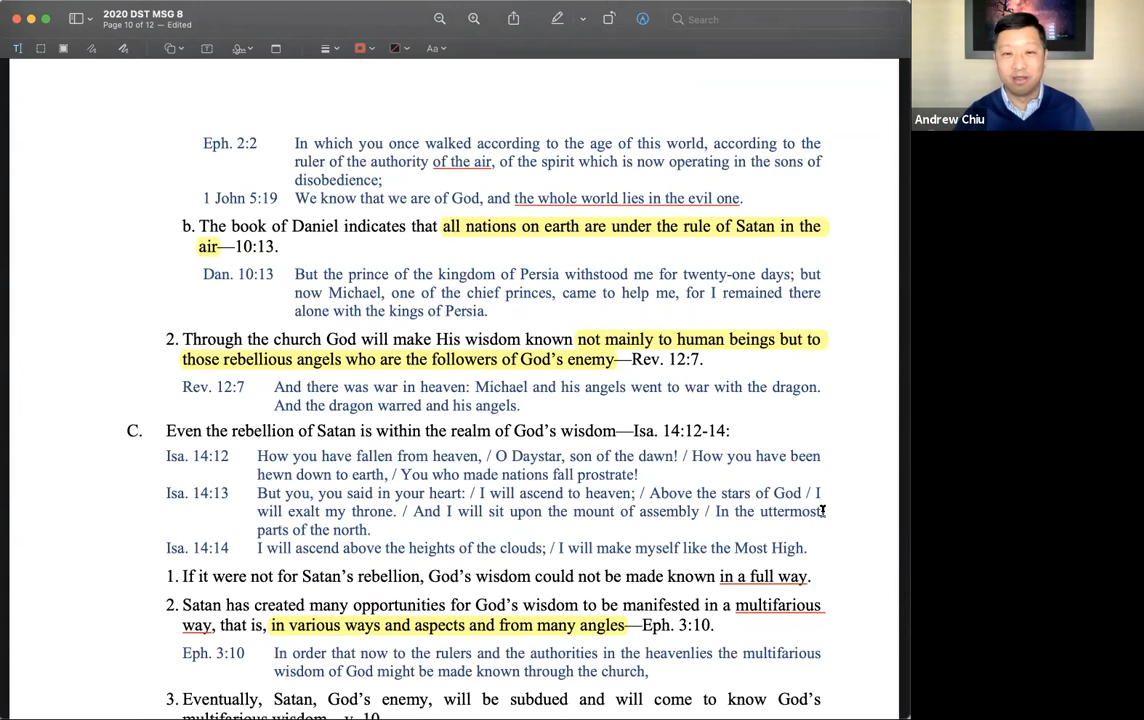 2020 DST MSG 8
Page 10 of 12 — Edited
Search
Aa
Andrew Chiu
Eph. 2:2 In which you once walked according to the age of this world, according to the
ruler of the authority of the air, of the spirit which is now operating in the sons of
disobedience;
1 John 5:19 We know that we are of God, and the whole world lies in the evil one.
b. The book of Daniel indicates that all nations on earth are under the rule of Satan in the
air—10:13.
Dan. 10:13 But the prince of the kingdom of Persia withstood me for twenty-one days; but
now Michael, one of the chief princes, came to help me, for I remained there
alone with the kings of Persia.
2. Through the church God will make His wisdom known not mainly to human beings but to
those rebellious angels who are the followers of God's enemy—Rev. 12:7.
Rev. 12:7 And there was war in heaven: Michael and his angels went to war with the dragon.
And the dragon warred and his angels.
C. Even the rebellion of Satan is within the realm of God's wisdom—Isa. 14:12-14:
Isa. 14:12 How you have fallen from heaven, / O Daystar, son of the dawn! / How you have been
hewn down to earth, / You who made nations fall prostrate!
Isa. 14:13 But you, you said in your heart: / I will ascend to heaven; / Above the stars of God / I
will exalt my throne. / And I will sit upon the mount of assembly / In the uttermost
parts of the north.
Isa. 14:14 I will ascend above the heights of the clouds; / I will make myself like the Most High.
1. If it were not for Satan's rebellion, God's wisdom could not be made known in a full way.
2. Satan has created many opportunities for God's wisdom to be manifested in a multifarious
way, that is, in various ways and aspects and from many angles—Eph. 3:10.
Eph. 3:10 In order that now to the rulers and the authorities in the heavenlies the multifarious
wisdom of God might be made known through the church,
3. Eventually, Satan, God's enemy, will be subdued and will come to know God's
multifarious wisdom—v. 10.